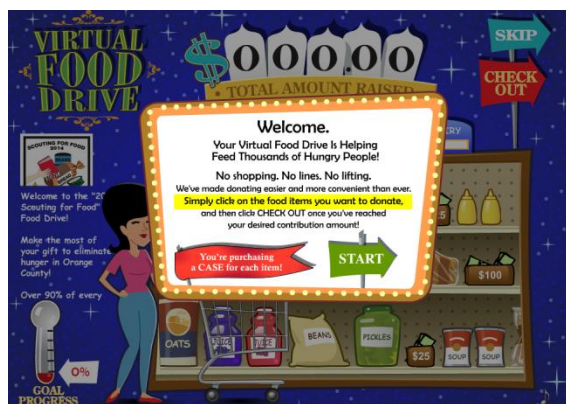 VIRTUAL
FOOD
DRIVE
$000.00
TOTAL AMOUNT RAISED
SKIP
CHECK
OUT
SCOUTING FOR FOOD
2014
Welcome to the "20
Scouting for Food"
Food Drive!
Make the most of
your gift to eliminate
hunger in Orange
County!
Over 90% of every
0%
GOAL
PROGRESS
Welcome.
Your Virtual Food Drive Is Helping
Feed Thousands of Hungry People!
No shopping. No lines. No lifting.
We've made donating easier and more convenient than ever.
Simply click on the food items you want to donate,
and then click CHECK OUT once you've reached
your desired contribution amount!
You're purchasing
a CASE for each item!
START
$100
OATS
JUICE
JUICE
BEANS
PICKLES
$25
SOUP
SOUP